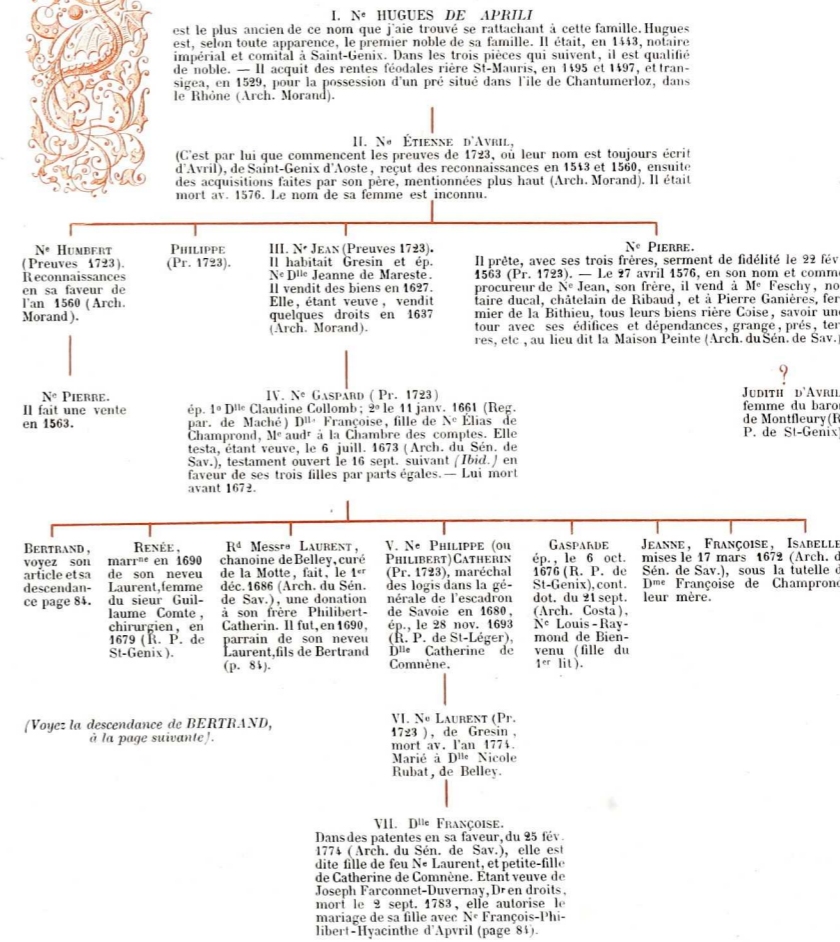 I. Nᵉ HUGUES DE APRILI
est le plus ancien de ce nom que j'aie trouvé se rattachant à cette famille. Hugues
est, selon toute apparence, le premier noble de sa famille. Il était, en 1443, notaire
impérial et comital à Saint-Genix. Dans les trois pièces qui suivent, il est qualifié
de noble. — Il acquit des rentes féodales rière St-Mauris, en 1495 et 1497, et tran-
sigea, en 1529, pour la possession d'un pré situé dans l'île de Chantumerloz, dans
le Rhône (Arch. Morand).
II. Nᵉ ÉTIENNE D'AVRIL,
(C'est par lui que commencent les preuves de 1723, où leur nom est toujours écrit
d'Avril), de Saint-Genix d'Aoste, reçut des reconnaissances en 1543 et 1560, ensuite
des acquisitions faites par son père, mentionnées plus haut (Arch. Morand). Il était
mort av. 1576. Le nom de sa femme est inconnu.
Nᵉ HUMBERT
(Preuves 1723).
Reconnaissances
en sa faveur de
l'an 1560 (Arch.
Morand).
PHILIPPE
(Pr. 1723).
III. Nᵉ JEAN (Preuves 1723).
Il habitait Gresin et ép.
Nᵉ Dˡˡᵉ Jeanne de Mareste.
Il vendit des biens en 1627.
Elle, étant veuve, vendit
quelques droits en 1637
(Arch. Morand).
Nᵉ PIERRE.
Il prête, avec ses trois frères, serment de fidélité le 22 fév
1563 (Pr. 1723). — Le 27 avril 1576, en son nom et comme
procureur de Nᵉ Jean, son frère, il vend à Mᵉ Feschy, no-
taire ducal, châtelain de Ribaud, et à Pierre Ganières, fer-
mier de la Bithieu, tous leurs biens rière Coise, savoir une
tour avec ses édifices et dépendances, grange, prés, ter-
res, etc., au lieu dit la Maison Peinte (Arch. du Sén. de Sav.)
Nᵉ PIERRE.
Il fait une vente
en 1563.
IV. Nᵉ GASPARD (Pr. 1723)
ép. 1º Dˡˡᵉ Claudine Collomb; 2º le 11 janv. 1661 (Reg.
par. de Maché) Dˡˡᵉ Françoise, fille de Nᵉ Élias de
Champrond, Mᵉ audʳ à la Chambre des comptes. Elle
testa, étant veuve, le 6 juill. 1673 (Arch. du Sén. de
Sav.), testament ouvert le 16 sept. suivant (Ibid.) en
faveur de ses trois filles par parts égales. — Lui mort
avant 1672.
?
JUDITH D'AVRIL
femme du baro
de Montfleury (R
P. de St-Genix)
BERTRAND,
voyez son
article et sa
descendan-
ce page 84.
RENÉE,
marrⁿᵉ en 1690
de son neveu
Laurent, femme
du sieur Guil-
laume Comte,
chirurgien, en
1679 (R. P. de
St-Genix).
Rᵈ Messʳᵉ LAURENT,
chanoine de Belley, curé
de la Motte, fait, le 1ᵉʳ
déc. 1686 (Arch. du Sén.
de Sav.), une donation
à son frère Philibert-
Catherin. Il fut, en 1690,
parrain de son neveu
Laurent, fils de Bertrand
(p. 84).
V. Nᵉ PHILIPPE (ou
PHILIBERT) CATHERIN
(Pr. 1723), maréchal
des logis dans la gé-
nérale de l'escadron
de Savoie en 1680,
ép., le 28 nov. 1693
(R. P. de St-Léger),
Dˡˡᵉ Catherine de
Comnène.
GASPARDE
ép., le 6 oct.
1676 (R. P. de
St-Genix), cont.
dot. du 21 sept.
(Arch. Costa),
Nᵉ Louis-Ray-
mond de Bien-
venu (fille du
1ᵉʳ lit).
JEANNE, FRANÇOISE, ISABELLE
mises le 17 mars 1672 (Arch. d
Sén. de Sav.), sous la tutelle d
Dᵐᵉ Françoise de Champrond
leur mère.
(Voyez la descendance de BERTRAND,
à la page suivante).
VI. Nᵉ LAURENT (Pr.
1723), de Gresin,
mort av. l'an 1774.
Marié à Dˡˡᵉ Nicole
Rubat, de Belley.
VII. Dˡˡᵉ FRANÇOISE.
Dans des patentes en sa faveur, du 25 fév.
1774 (Arch. du Sén. de Sav.), elle est
dite fille de feu Nᵉ Laurent, et petite-fille
de Catherine de Comnène. Etant veuve de
Joseph Farconnet-Duvernay, Dʳ en droits,
mort le 2 sept. 1783, elle autorise le
mariage de sa fille avec Nᵉ François-Phi-
libert-Hyacinthe d'Apvril (page 84).